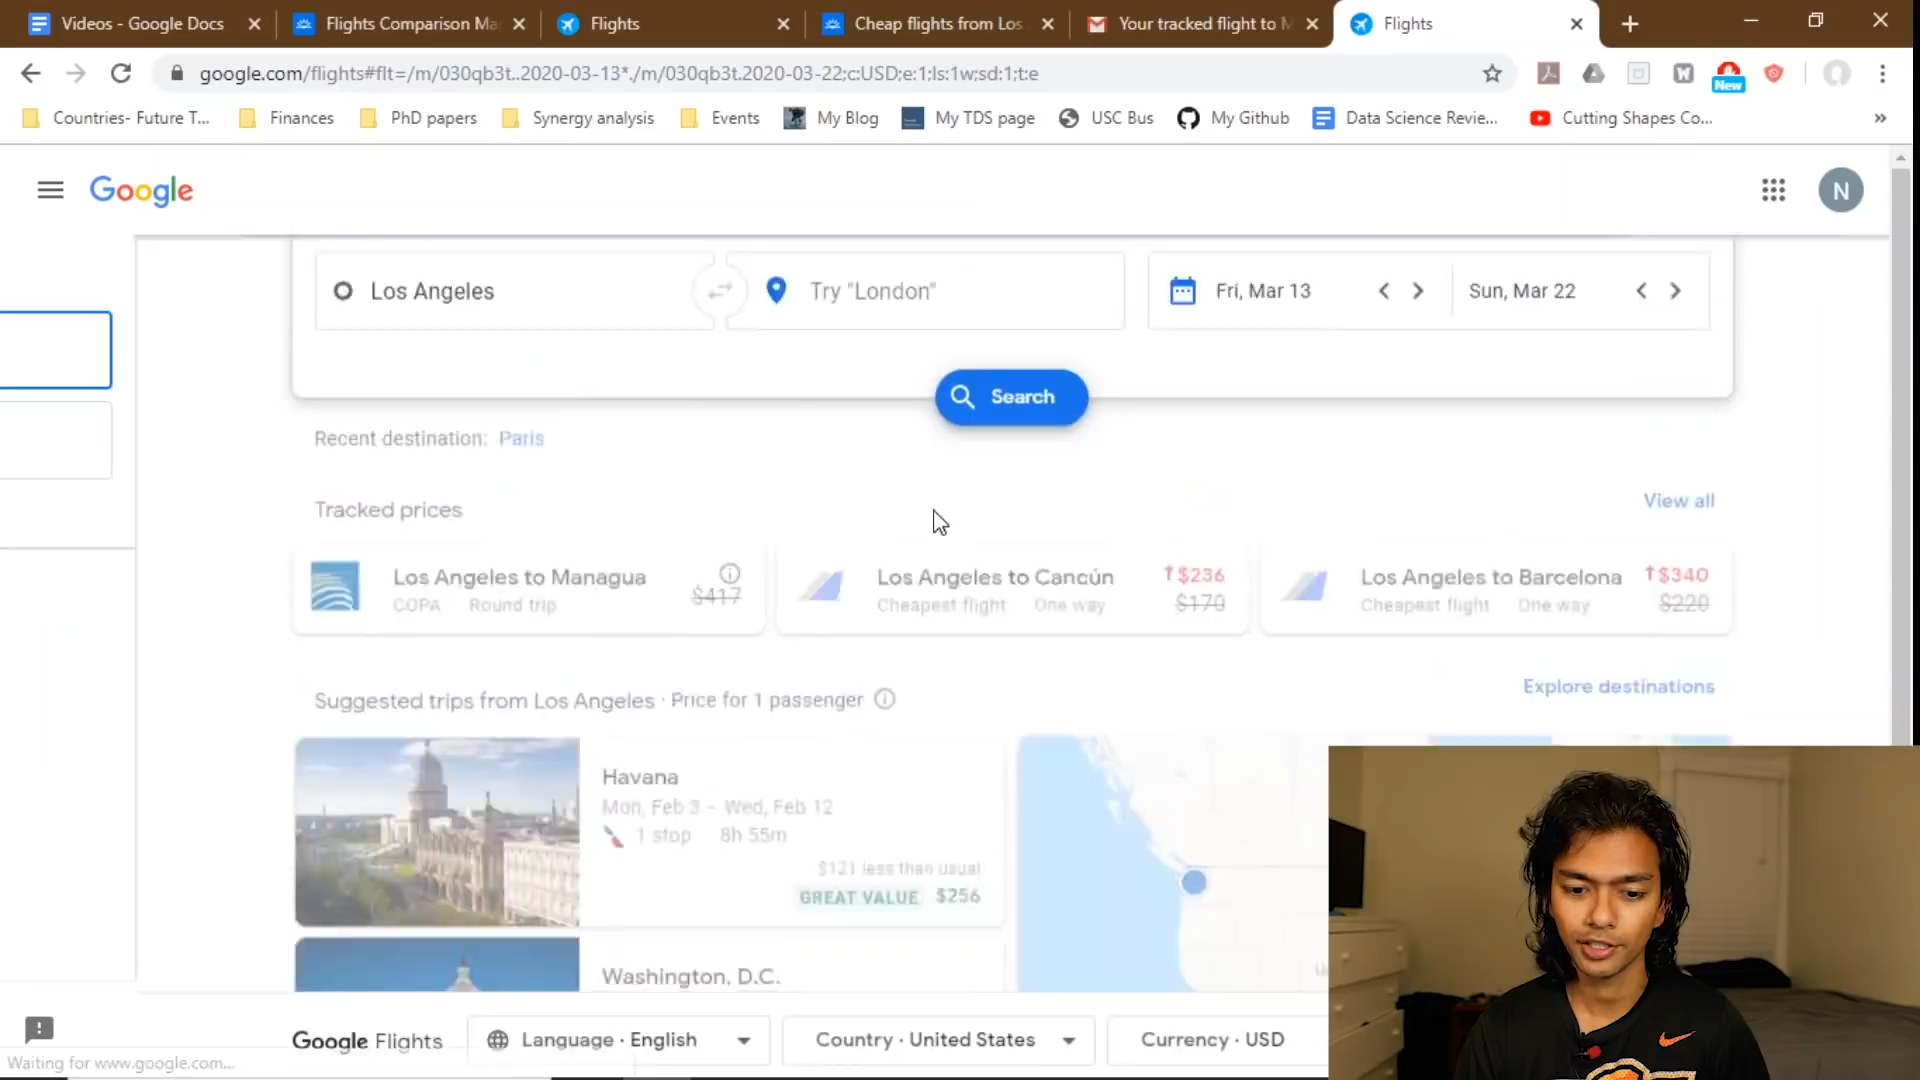 Videos - Google Docs
Flights Comparison Ma
Flights
Cheap flights from Los
Your tracked flight to M
Flights
google.com/flights#flt=/m/030qb3t..2020-03-13*./m/030qb3t.2020-03-22;c:USD;e:1;ls:1w;sd:1;t:e
New
Countries- Future T...
Finances
PhD papers
Synergy analysis
Events
My Blog
My TDS page
USC Bus
My Github
Data Science Revie...
Cutting Shapes Co...
»
Google
N
Los Angeles
Try "London"
Fri, Mar 13
Sun, Mar 22
Search
Recent destination: Paris
Tracked prices
View all
Los Angeles to Managua
$417
COPA Round trip
Los Angeles to Cancún
↑$236
Cheapest flight One way
$170
Los Angeles to Barcelona
↑$340
Cheapest flight One way
$220
Suggested trips from Los Angeles · Price for 1 passenger
Explore destinations
Havana
Mon, Feb 3 - Wed, Feb 12
1 stop 8h 55m
$121 less than usual
GREAT VALUE $256
Washington, D.C.
Google Flights
Language · English
Country · United States
Currency · USD
Waiting for www.google.com...